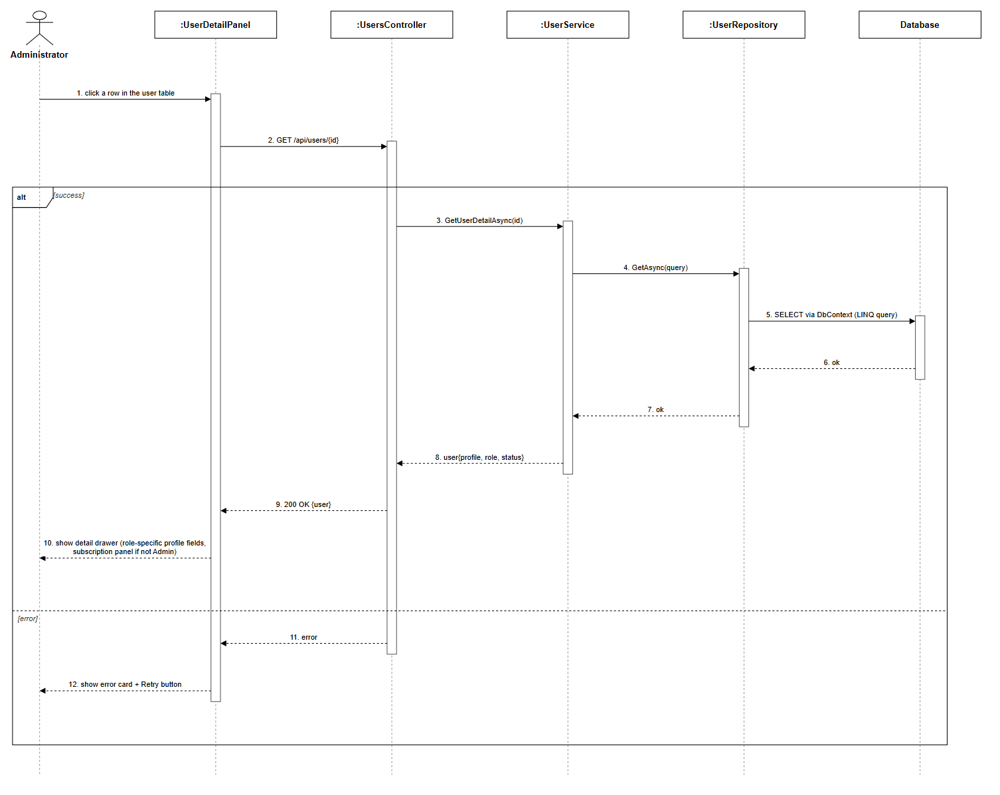 Administrator
:UserDetailPanel
:UsersController
:UserService
:UserRepository
Database
1. click a row in the user table
2. GET /api/users/{id}
alt
[success]
3. GetUserDetailAsync(id)
4. GetAsync(query)
5. SELECT via DbContext (LINQ query)
6. ok
7. ok
8. user{profile, role, status}
9. 200 OK {user}
10. show detail drawer (role-specific profile fields,
subscription panel if not Admin)
[error]
11. error
12. show error card + Retry button